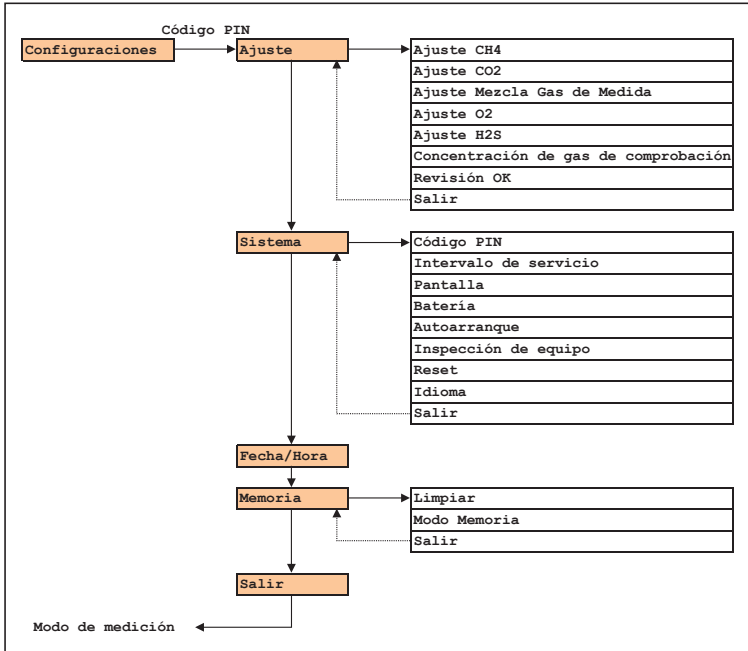 Código PIN
Configuraciones
Ajuste
Ajuste CH4
Ajuste CO2
Ajuste Mezcla Gas de Medida
Ajuste O2
Ajuste H2S
Concentración de gas de comprobación
Revisión OK
Salir
Sistema
Código PIN
Intervalo de servicio
Pantalla
Batería
Autoarranque
Inspección de equipo
Reset
Idioma
Salir
Fecha/Hora
Memoria
Limpiar
Modo Memoria
Salir
Salir
Modo de medición